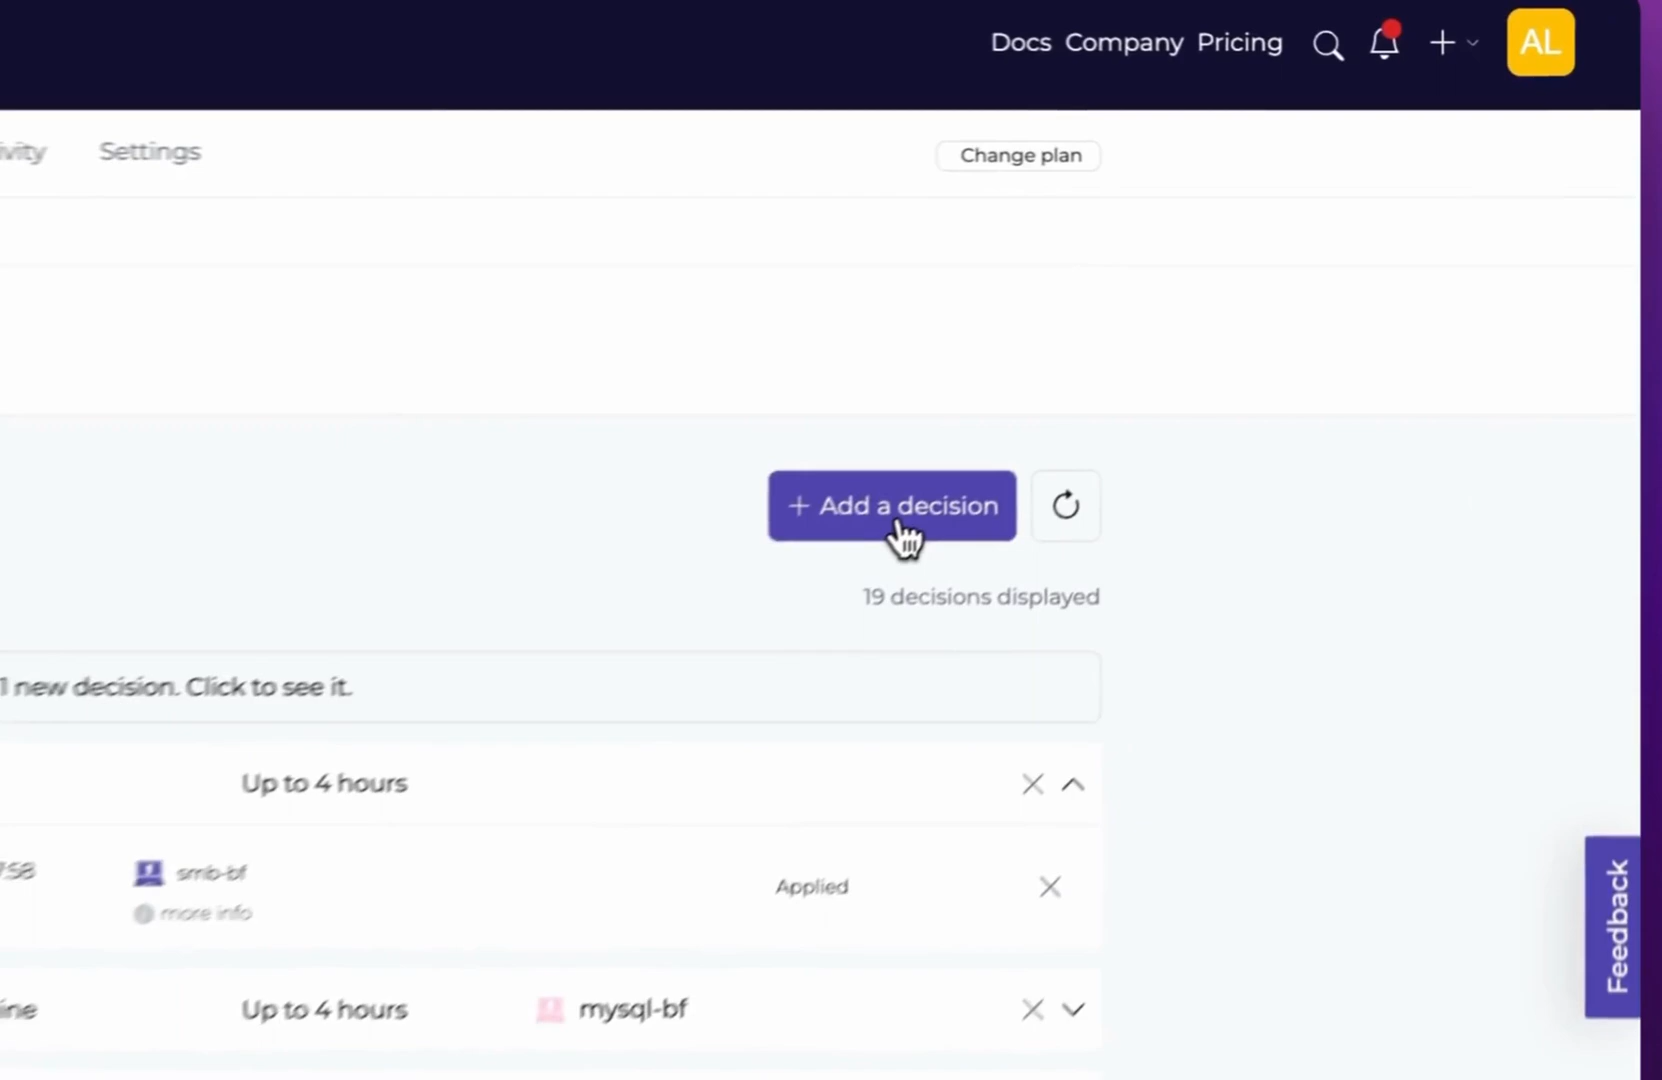 Docs Company Pricing AL
Settings Change plan
+ Add a decision
19 decisions displayed
1 new decision. Click to see it.
Up to 4 hours
smb-bf
Applied
more info
Up to 4 hours mysql-bf
Feedback